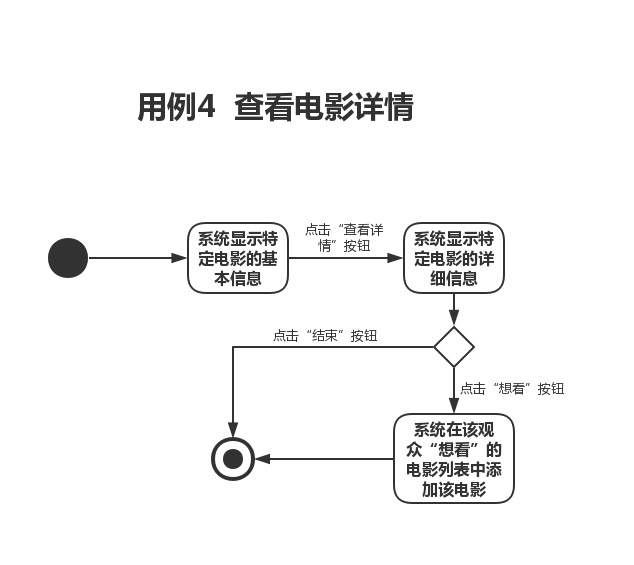 用例4 查看电影详情
系统显示特
定电影的基
本信息
点击“查看详
情”按钮
系统显示特
定电影的详
细信息
点击“结束”按钮
点击“想看”按钮
系统在该观
众“想看”的
电影列表中添
加该电影